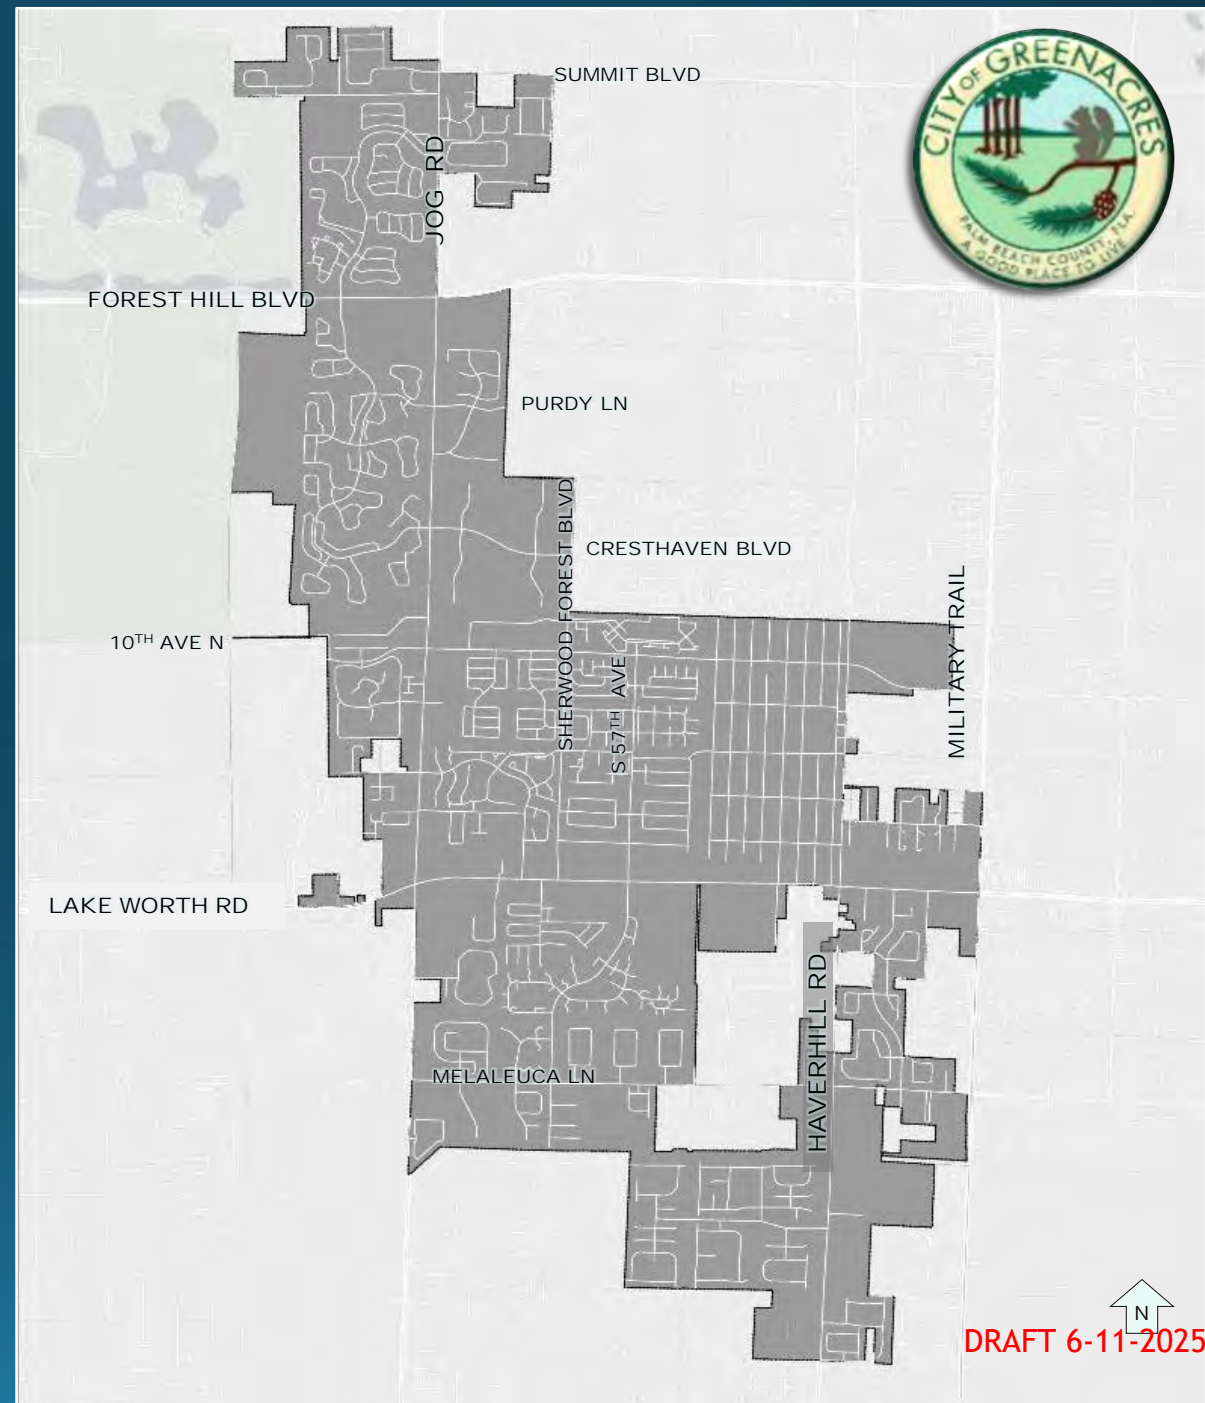 SUMMIT BLVD
CITY OF GREENACRES
PALM BEACH COUNTY, FLA.
A GOOD PLACE TO LIVE
JOG RD
FOREST HILL BLVD
PURDY LN
SHERWOOD FOREST BLVD
CRESTHAVEN BLVD
MILITARY TRAIL
10TH AVE N
S 57TH AVE
LAKE WORTH RD
HAVERHILL RD
MELALEUCA LN
N
DRAFT 6-11-2025